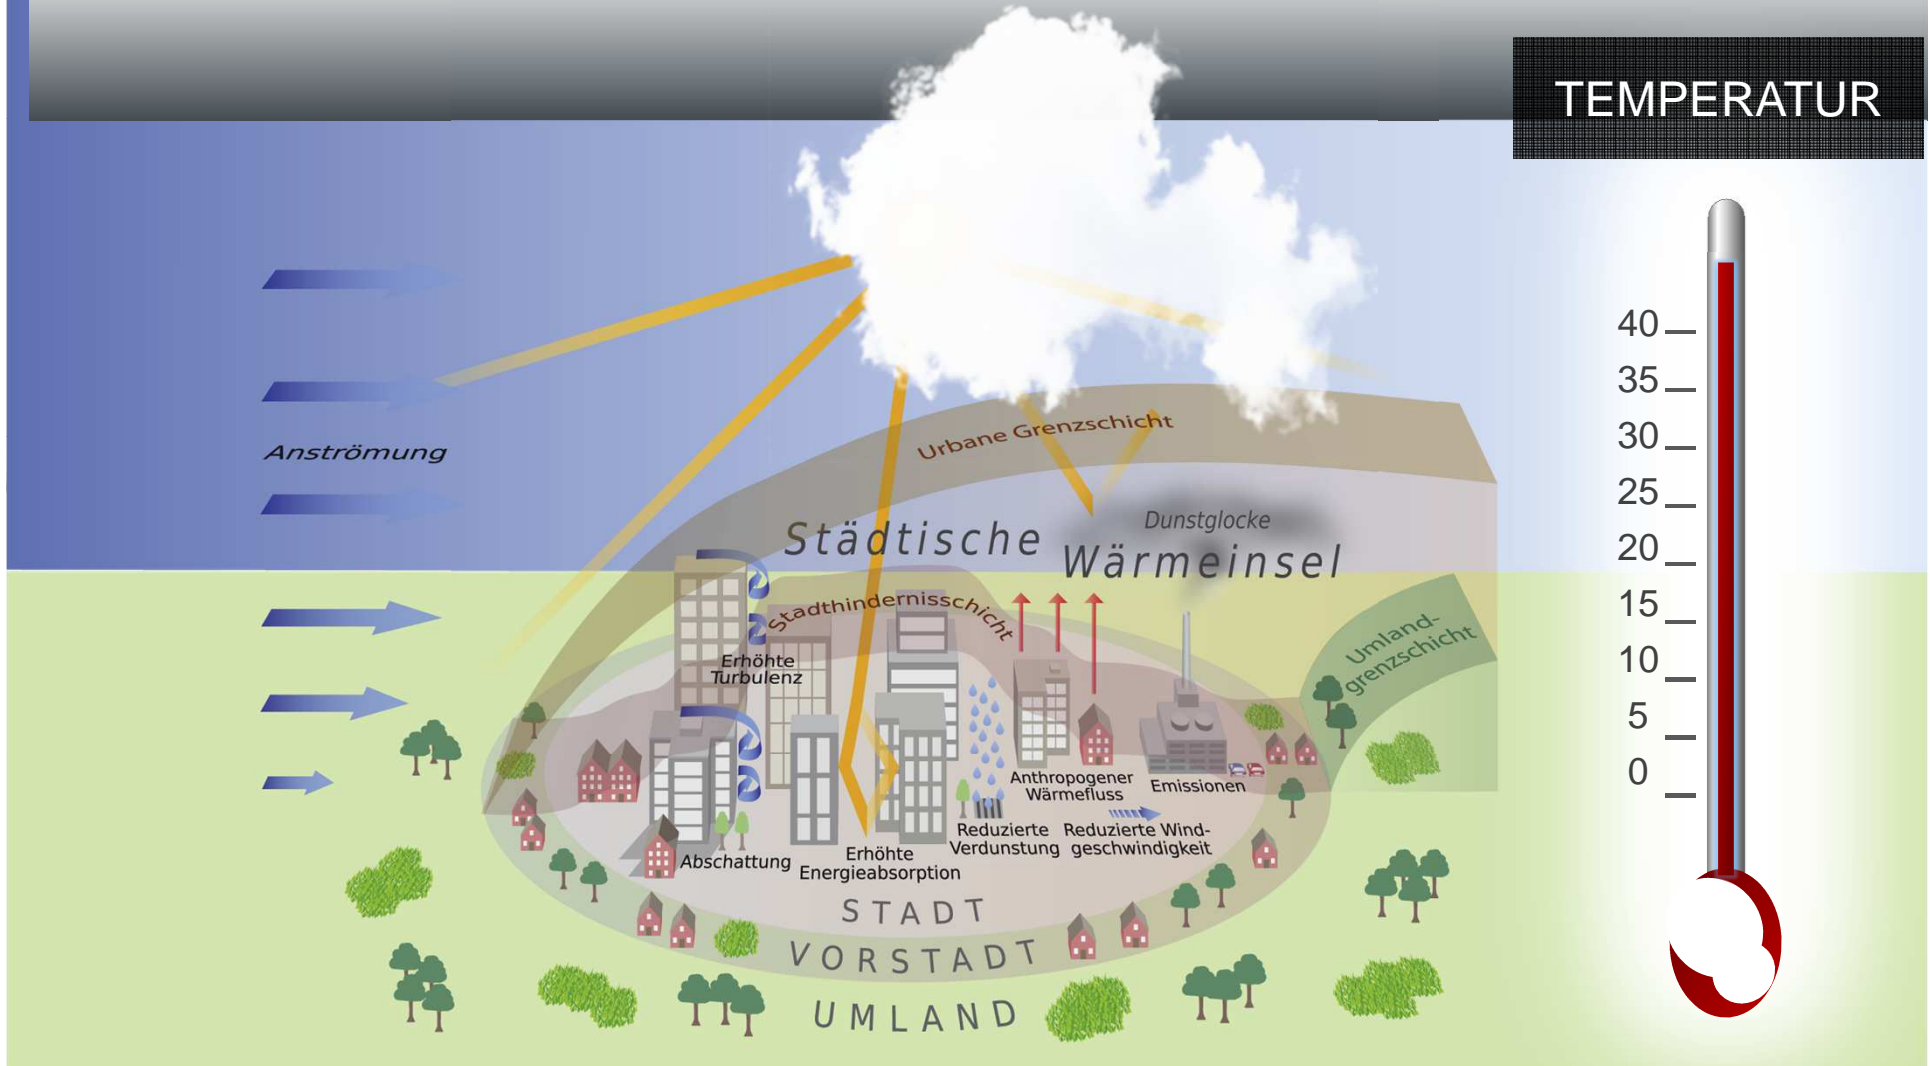 TEMPERATUR
40
35
30
25
20
15
10
5
0
Anströmung
Urbane Grenzschicht
Städtische
Wärmeinsel
Dunstglocke
Stadthindernisschicht
Umland-
grenzschicht
Erhöhte
Turbulenz
Anthropogener
Wärmefluss
Emissionen
Reduzierte
Verdunstung
Reduzierte Wind-
geschwindigkeit
Abschattung
Erhöhte
Energieabsorption
STADT
VORSTADT
UMLAND